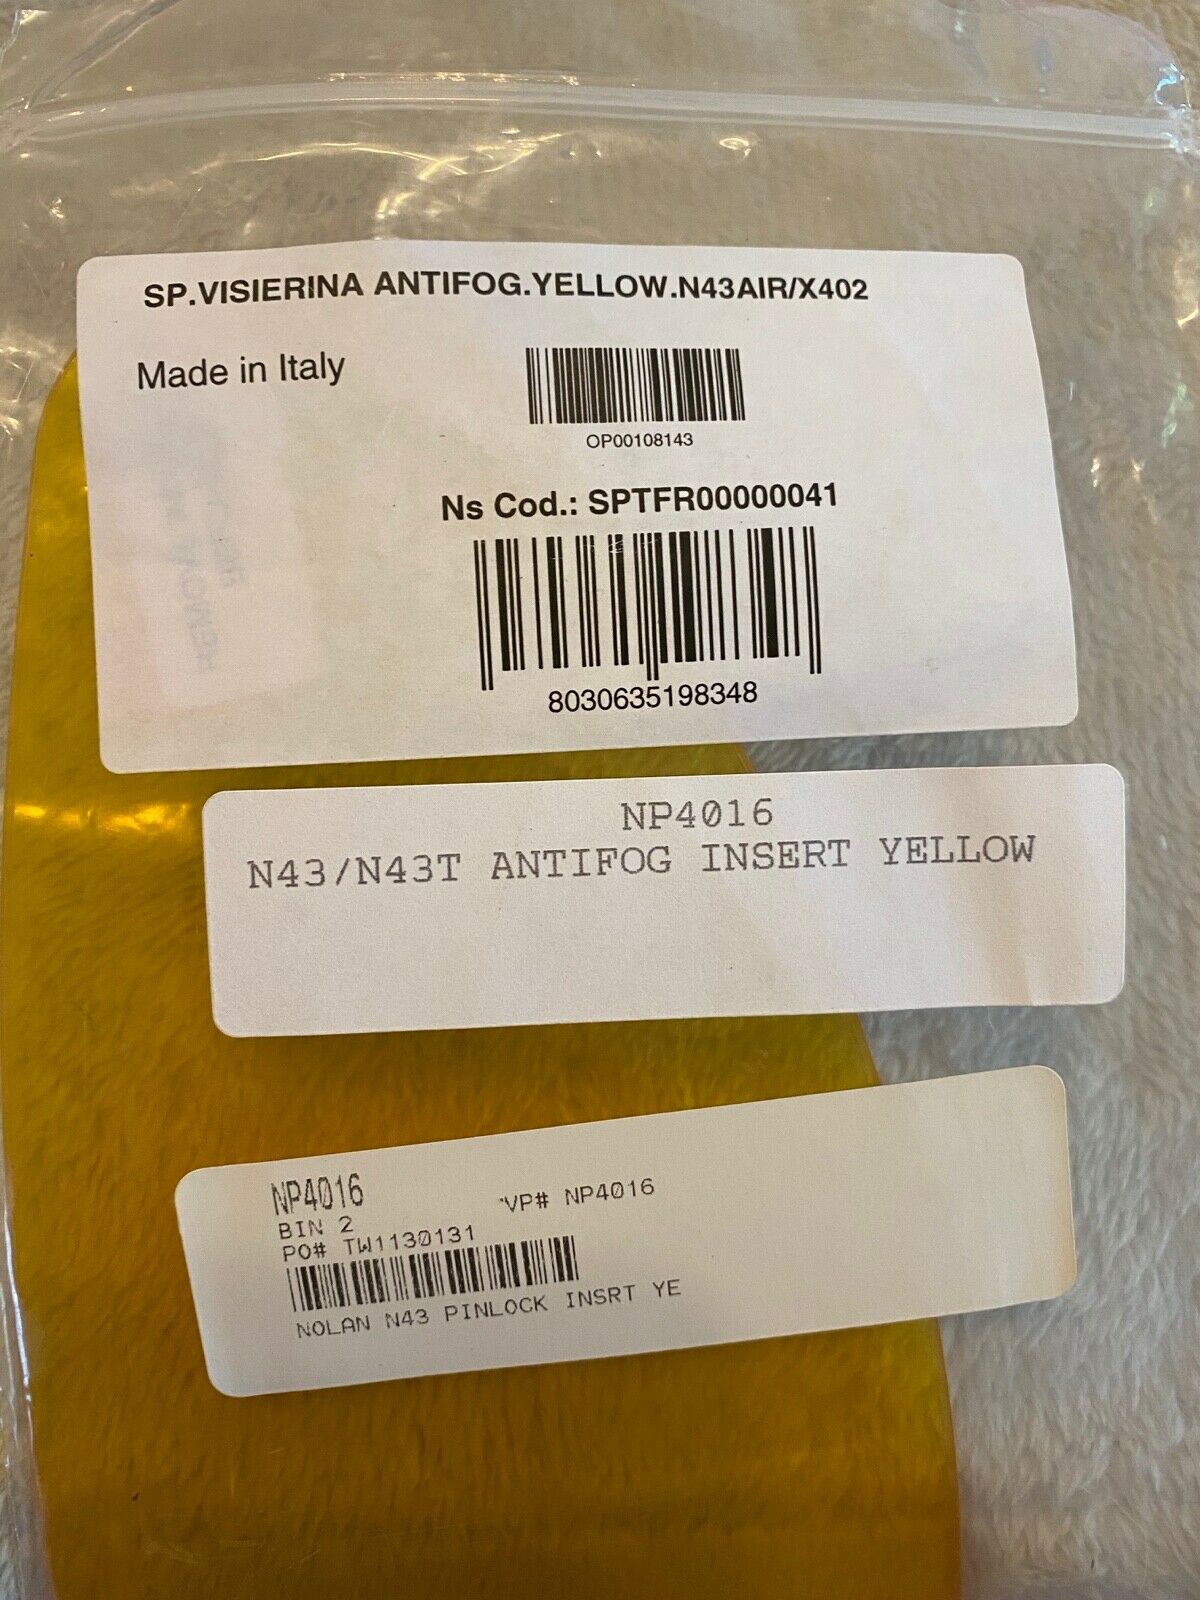 SP.VISIERINA ANTIFOG.YELLOW.N43AIR/X402
Made in Italy
OP00108143
Ns Cod.: SPTFR00000041
8030635198348
NP4016
N43/N43T ANTIFOG INSERT YELLOW
NP4016
BIN 2
VP# NP4016
PO# TW1130131
NOLAN N43 PINLOCK INSRT YE